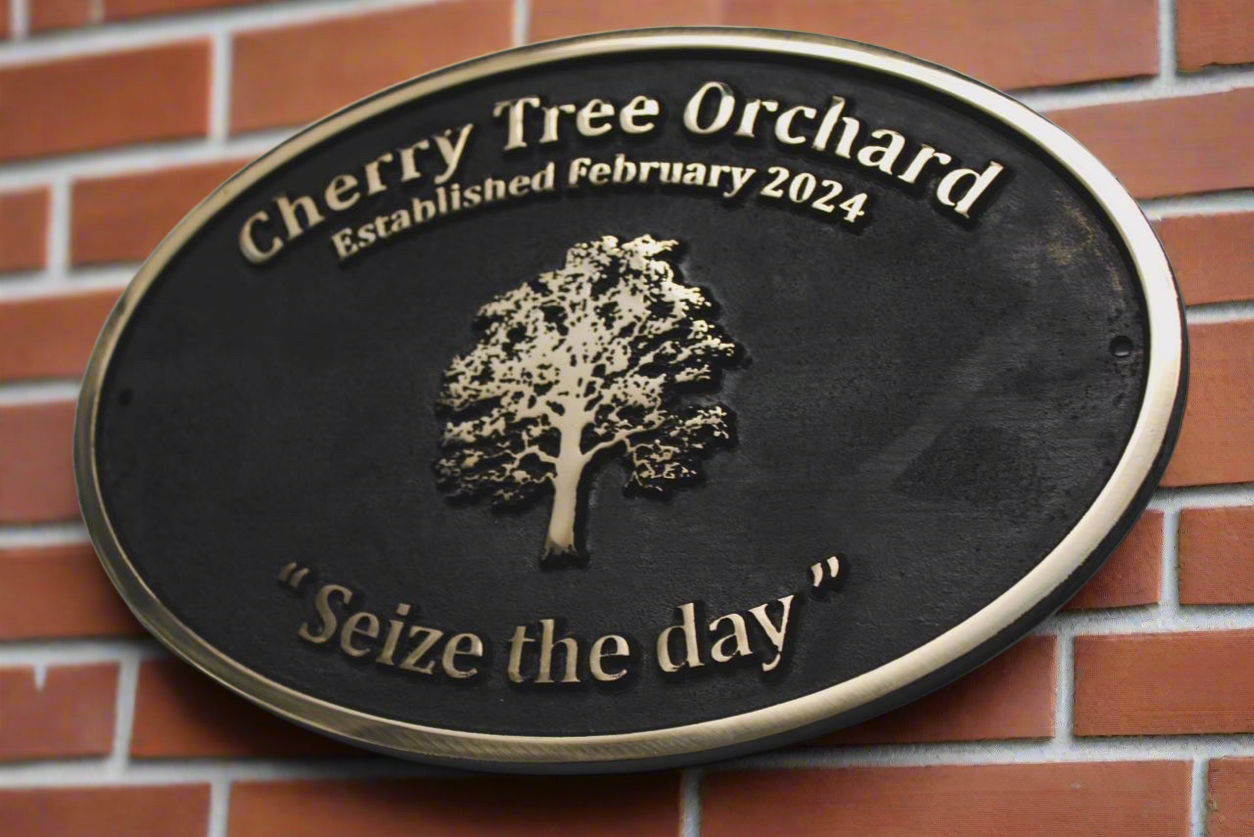 Cherry Tree Orchard
Established February 2024
“Seize the day”